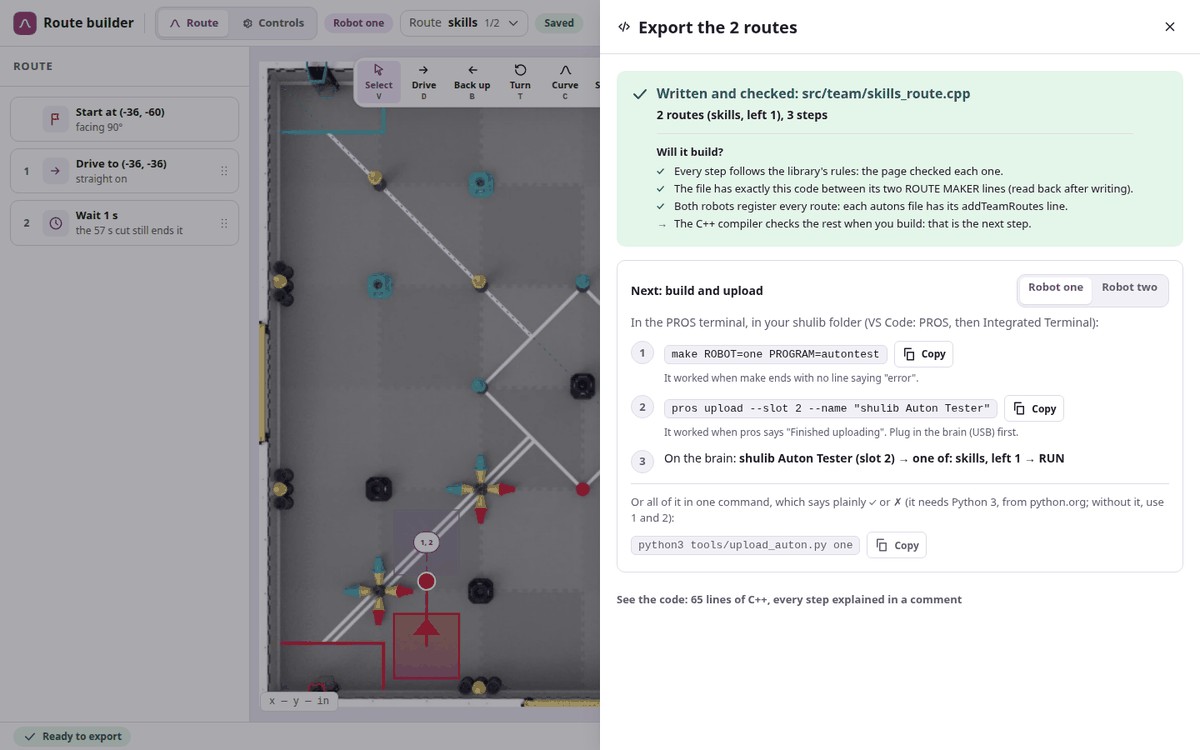 Route builder
Route
Controls
Robot one
Route skills 1/2
Saved
ROUTE
Start at (-36, -60)
facing 90°
1
Drive to (-36, -36)
straight on
2
Wait 1 s
the 57 s cut still ends it
Select
V
Drive
D
Back up
B
Turn
T
Curve
C
S
1, 2
x — y — in
Ready to export
Export the 2 routes
Written and checked: src/team/skills_route.cpp
2 routes (skills, left 1), 3 steps
Will it build?
✓ Every step follows the library's rules: the page checked each one.
✓ The file has exactly this code between its two ROUTE MAKER lines (read back after writing).
✓ Both robots register every route: each autons file has its addTeamRoutes line.
→ The C++ compiler checks the rest when you build: that is the next step.
Next: build and upload
Robot one
Robot two
In the PROS terminal, in your shulib folder (VS Code: PROS, then Integrated Terminal):
1
make ROBOT=one PROGRAM=autontest
Copy
It worked when make ends with no line saying "error".
2
pros upload --slot 2 --name "shulib Auton Tester"
Copy
It worked when pros says "Finished uploading". Plug in the brain (USB) first.
3
On the brain: shulib Auton Tester (slot 2) → one of: skills, left 1 → RUN
Or all of it in one command, which says plainly ✓ or ✗ (it needs Python 3, from python.org; without it, use
1 and 2):
python3 tools/upload_auton.py one
Copy
See the code: 65 lines of C++, every step explained in a comment